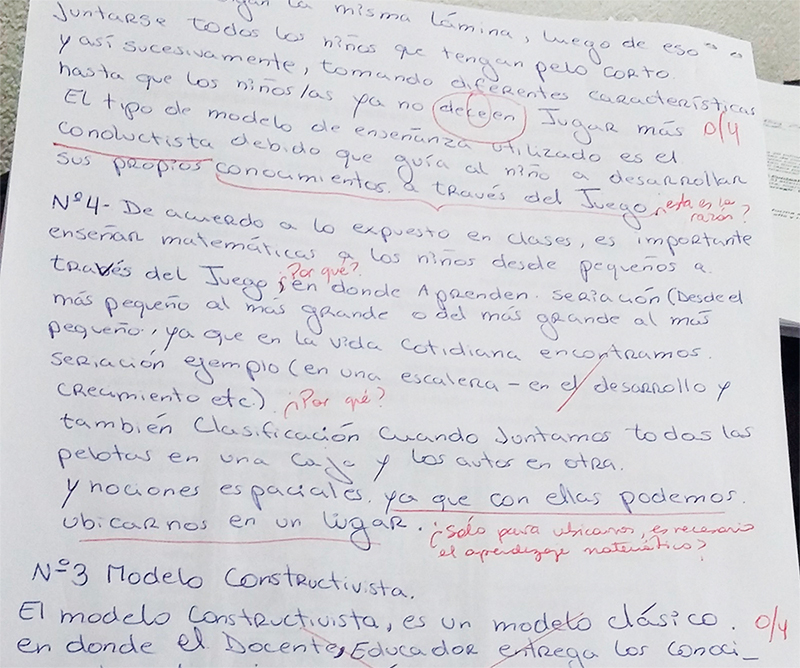 la misma lámina, luego de eso
Juntarse todos los niños que tengan pelo corto
y así sucesivamente, tomando diferentes características
hasta que los niños/as ya no deceen Jugar más 0/4
El tipo de modelo de enseñanza utilizado es el
conductista debido que guía al niño a desarrollar
sus propios conocimientos. a través del Juego ¿esta es la
razón?
Nº4- De acuerdo a lo expuesto en clases, es importante
enseñar matemáticas a los niños desde pequeños a
través del Juego, en donde Aprenden. seriación (Desde el
¿Por qué?
más pequeño al más grande o del más grande al más
pequeño, ya que en la vida cotidiana encontramos.
seriación ejemplo (en una escalera - en el desarrollo y
crecimiento etc). ¿Por qué?
también Clasificación Cuando Juntamos todas las
pelotas en una caja y los autos en otra.
y nociones espaciales. ya que con ellas podemos.
ubicarnos en un lugar. ¿Sólo para ubicarnos, es necesario
el aprendizaje matemático?
Nº3 Modelo Constructivista.
El modelo Constructivista, es un modelo clásico. 0/4
en donde el Docente, Educador entrega los conoci_